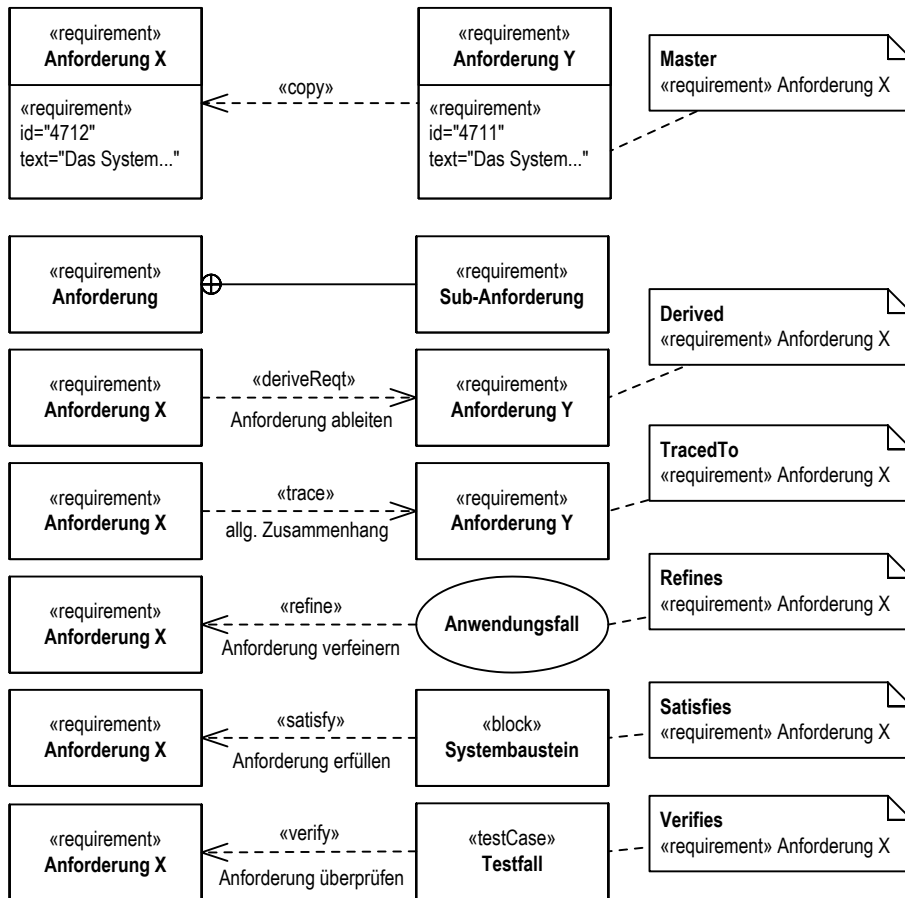 «requirement»
Anforderung X
«requirement»
id="4712"
text="Das System..."
«copy»
«requirement»
Anforderung Y
«requirement»
id="4711"
text="Das System..."
Master
«requirement» Anforderung X
«requirement»
Anforderung
«requirement»
Sub-Anforderung
«requirement»
Anforderung X
«deriveReqt»
Anforderung ableiten
«requirement»
Anforderung Y
Derived
«requirement» Anforderung X
«requirement»
Anforderung X
«trace»
allg. Zusammenhang
«requirement»
Anforderung Y
TracedTo
«requirement» Anforderung X
«requirement»
Anforderung X
«refine»
Anforderung verfeinern
Anwendungsfall
Refines
«requirement» Anforderung X
«requirement»
Anforderung X
«satisfy»
Anforderung erfüllen
«block»
Systembaustein
Satisfies
«requirement» Anforderung X
«requirement»
Anforderung X
«verify»
Anforderung überprüfen
«testCase»
Testfall
Verifies
«requirement» Anforderung X